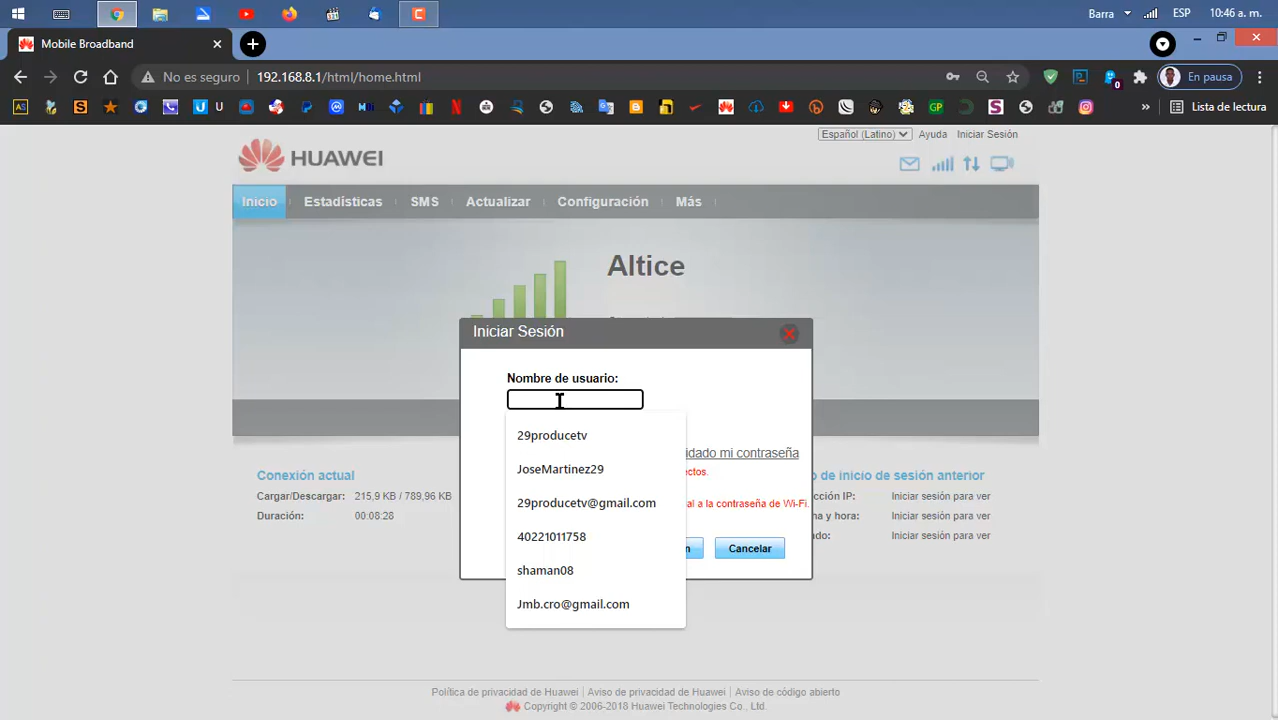 Barra
ESP
10:46 a. m.
Mobile Broadband
No es seguro
192.168.8.1/html/home.html
En pausa
Lista de lectura
Español (Latino)
Ayuda
Iniciar Sesión
HUAWEI
Inicio
Estadísticas
SMS
Actualizar
Configuración
Más
Altice
Iniciar Sesión
Nombre de usuario:
29producetv
JoseMartinez29
29producetv@gmail.com
40221011758
shaman08
Jmb.cro@gmail.com
idado mi contraseña
ectos.
al a la contraseña de Wi-Fi.
n
Cancelar
Conexión actual
Cargar/Descargar: 215,9 KB / 789,96 KB
Duración: 00:08:28
o de inicio de sesión anterior
cción IP: Iniciar sesión para ver
na y hora: Iniciar sesión para ver
ado: Iniciar sesión para ver
Política de privacidad de Huawei | Aviso de privacidad de Huawei | Aviso de código abierto
Copyright © 2006-2018 Huawei Technologies Co., Ltd.